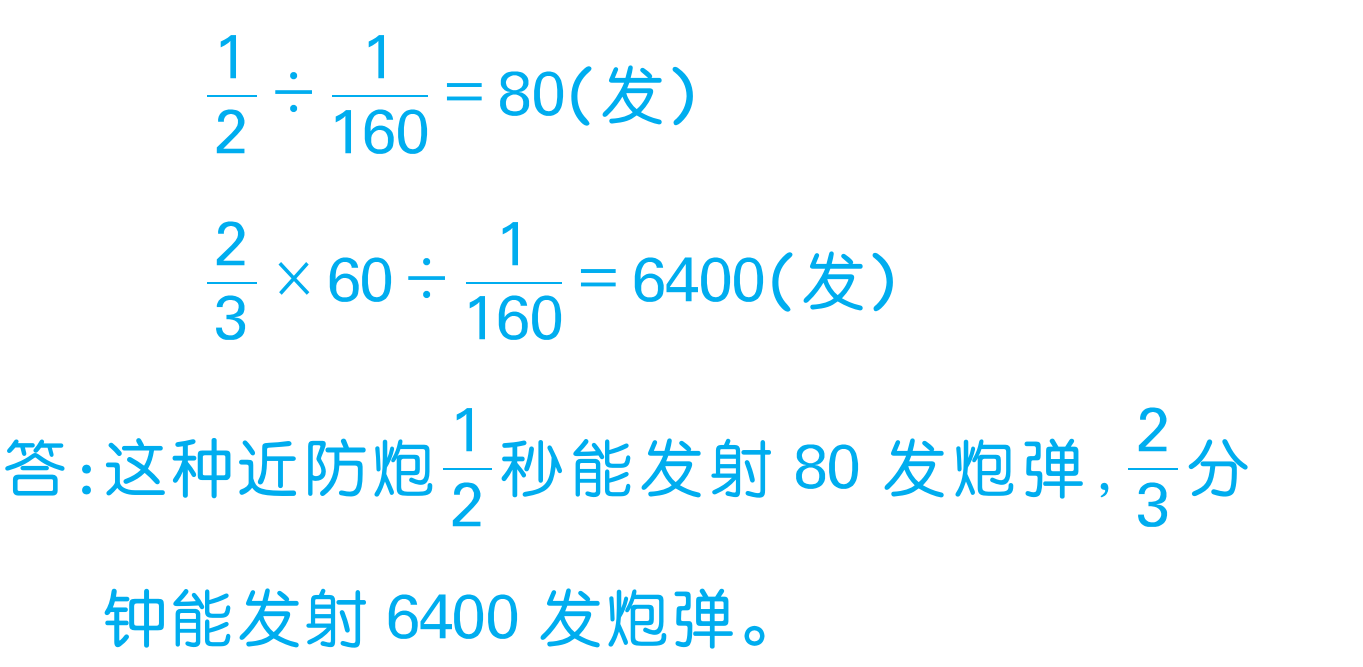 1/2 ÷ 1/160 = 80(发)
2/3 × 60 ÷ 1/160 = 6400(发)
答:这种近防炮1/2秒能发射 80 发炮弹,2/3分
钟能发射 6400 发炮弹。